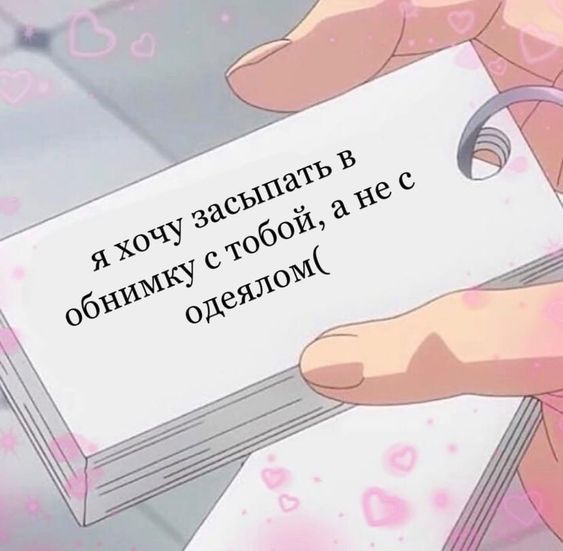 я хочу засыпать в
обнимку с тобой, а не с
одеялом(